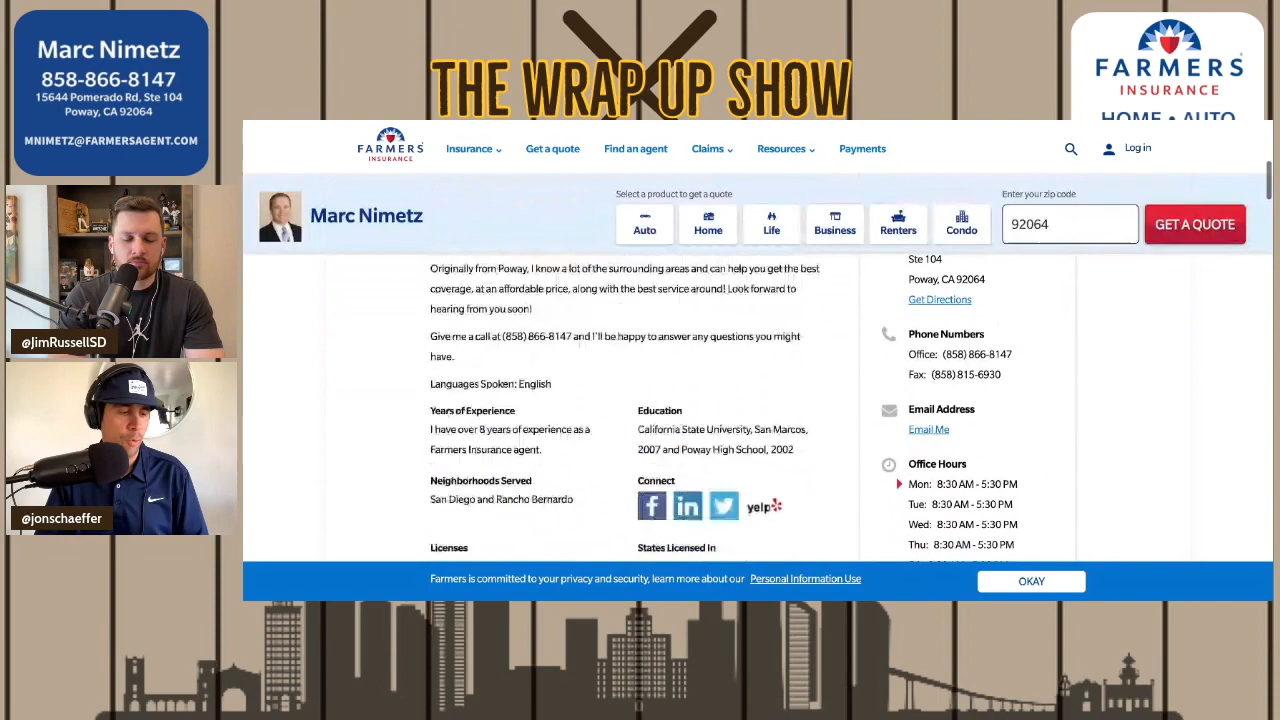 Marc Nimetz
858-866-8147
15644 Pomerado Rd, Ste 104
Poway, CA 92064
MNIMETZ@FARMERSAGENT.COM
THE WRAP UP SHOW
FARMERS
INSURANCE
HOME • AUTO
FARMERS
INSURANCE
Insurance
Get a quote
Find an agent
Claims
Resources
Payments
Log in
Marc Nimetz
Select a product to get a quote
Auto
Home
Life
Business
Renters
Condo
Enter your zip code
92064
GET A QUOTE
Originally from Poway, I know a lot of the surrounding areas and can help you get the best
coverage, at an affordable price, along with the best service around! Look forward to
hearing from you soon!
Give me a call at (858) 866-8147 and I'll be happy to answer any questions you might
have.
Languages Spoken: English
Years of Experience
I have over 8 years of experience as a
Farmers Insurance agent.
Education
California State University, San Marcos,
2007 and Poway High School, 2002
Neighborhoods Served
San Diego and Rancho Bernardo
Connect
yelp
Licenses
States Licensed In
Ste 104
Poway, CA 92064
Get Directions
Phone Numbers
Office: (858) 866-8147
Fax: (858) 815-6930
Email Address
Email Me
Office Hours
Mon: 8:30 AM - 5:30 PM
Tue: 8:30 AM - 5:30 PM
Wed: 8:30 AM - 5:30 PM
Thu: 8:30 AM - 5:30 PM
Farmers is committed to your privacy and security, learn more about our Personal Information Use
OKAY
@JimRussellSD
@jonschaeffer